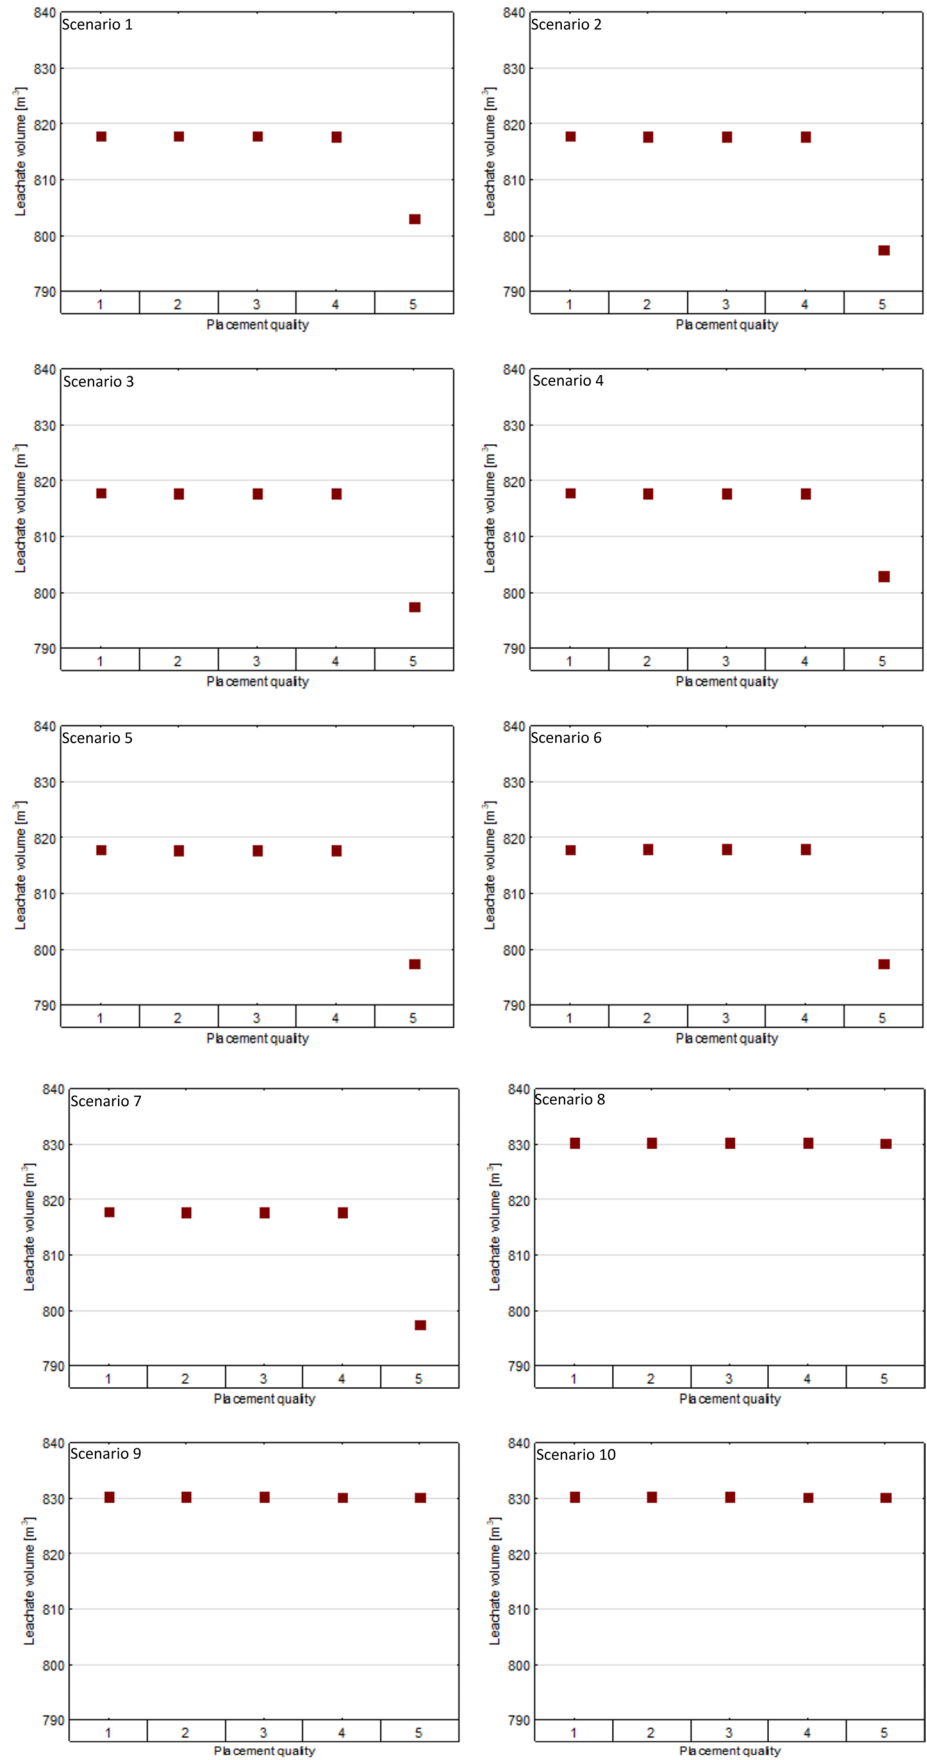 Scenario 1
840
830
820
810
800
790
Leachate volume [m³]
1 2 3 4 5
Placement quality
Scenario 2
840
830
820
810
800
790
Leachate volume [m³]
1 2 3 4 5
Placement quality
Scenario 3
840
830
820
810
800
790
Leachate volume [m³]
1 2 3 4 5
Placement quality
Scenario 4
840
830
820
810
800
790
Leachate volume [m³]
1 2 3 4 5
Placement quality
Scenario 5
840
830
820
810
800
790
Leachate volume [m³]
1 2 3 4 5
Placement quality
Scenario 6
840
830
820
810
800
790
Leachate volume [m³]
1 2 3 4 5
Placement quality
Scenario 7
840
830
820
810
800
790
Leachate volume [m³]
1 2 3 4 5
Placement quality
Scenario 8
840
830
820
810
800
790
Leachate volume [m³]
1 2 3 4 5
Placement quality
Scenario 9
840
830
820
810
800
790
Leachate volume [m³]
1 2 3 4 5
Placement quality
Scenario 10
840
830
820
810
800
790
Leachate volume [m³]
1 2 3 4 5
Placement quality